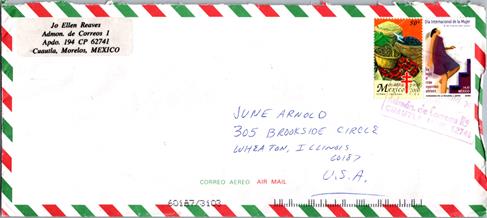 Jo Ellen Reaves
Admon. de Correos 1
Apdo. 194 CP 62741
Cuautla, Morelos, MEXICO
50c
Día Internacional de la Mujer
México
JUNE ARNOLD
305 BROOKSIDE CIRCLE
WHEATON, ILLINOIS
60187
U.S.A.
CORREO AEREO AIR MAIL
60187/3103